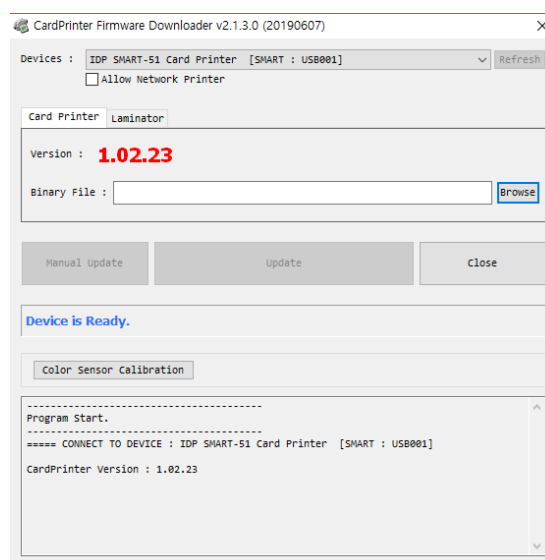 CardPrinter Firmware Downloader v2.1.3.0 (20190607)
Devices : IDP SMART-51 Card Printer [SMART : USB001] Refresh
Allow Network Printer
Card Printer Laminator
Version : 1.02.23
Binary File : Browse
Manual Update Update Close
Device is Ready.
Color Sensor Calibration
----------------------------------------
Program Start.
----------------------------------------
===== CONNECT TO DEVICE : IDP SMART-51 Card Printer [SMART : USB001]
CardPrinter Version : 1.02.23